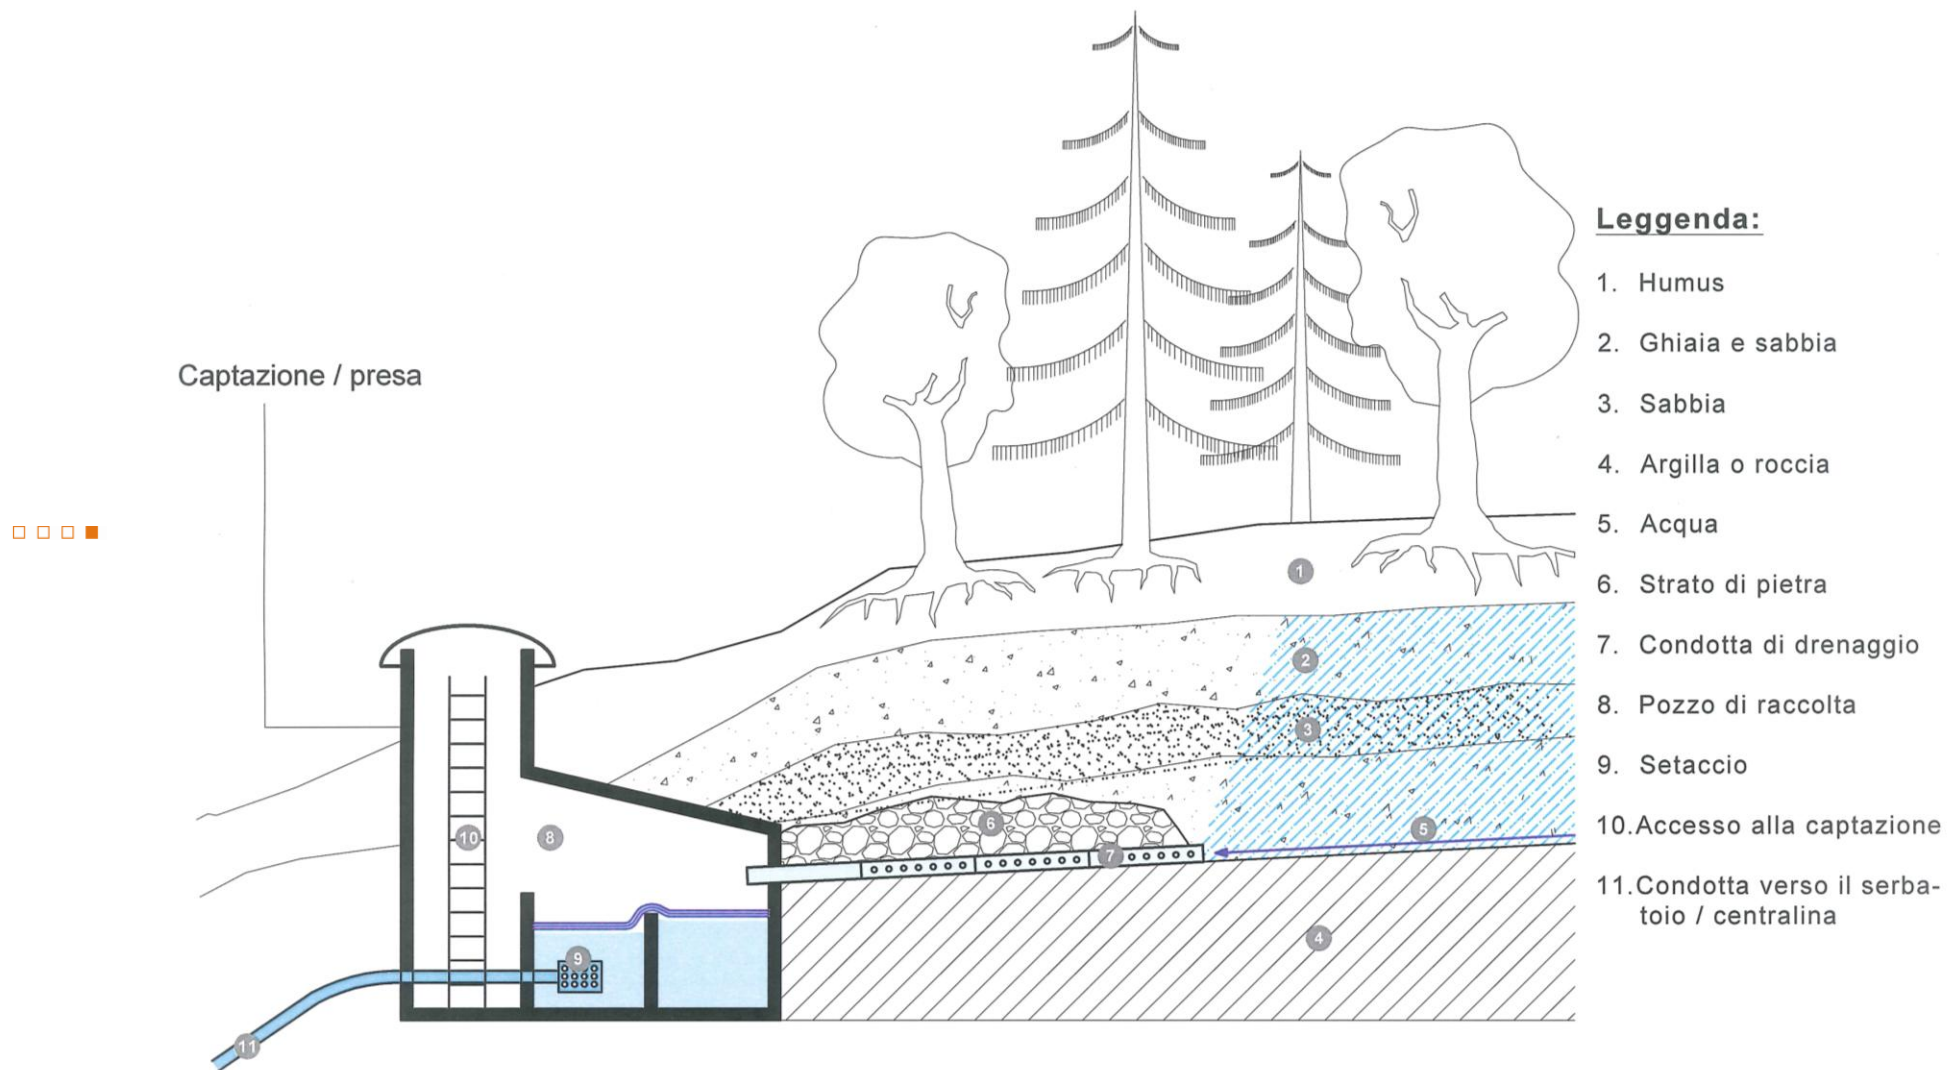 Captazione / presa
Leggenda:
1. Humus
2. Ghiaia e sabbia
3. Sabbia
4. Argilla o roccia
5. Acqua
6. Strato di pietra
7. Condotta di drenaggio
8. Pozzo di raccolta
9. Setaccio
10.Accesso alla captazione
11.Condotta verso il serba-
toio / centralina
1
2
3
10
8
6
7
5
4
9
11